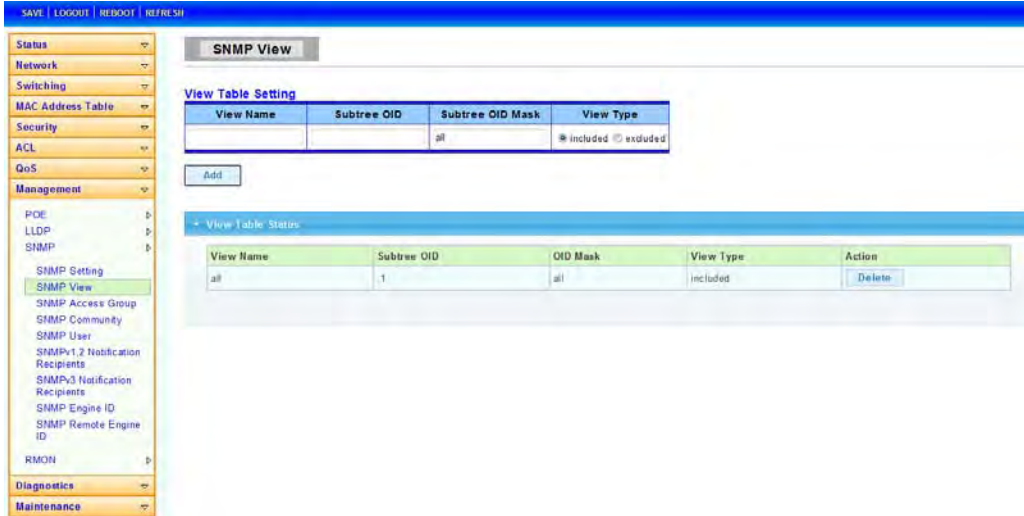 SAVE | LOGOUT | REBOOT | REFRESH
Status
Network
Switching
MAC Address Table
Security
ACL
QoS
Management
POE
LLDP
SNMP
SNMP Setting
SNMP View
SNMP Access Group
SNMP Community
SNMP User
SNMPv1,2 Notification
Recipients
SNMPv3 Notification
Recipients
SNMP Engine ID
SNMP Remote Engine
ID
RMON
Diagnostics
Maintenance
SNMP View
View Table Setting
View Name Subtree OID Subtree OID Mask View Type
all included excluded
Add
View Table Status
View Name Subtree OID OID Mask View Type Action
all .1 all included Delete